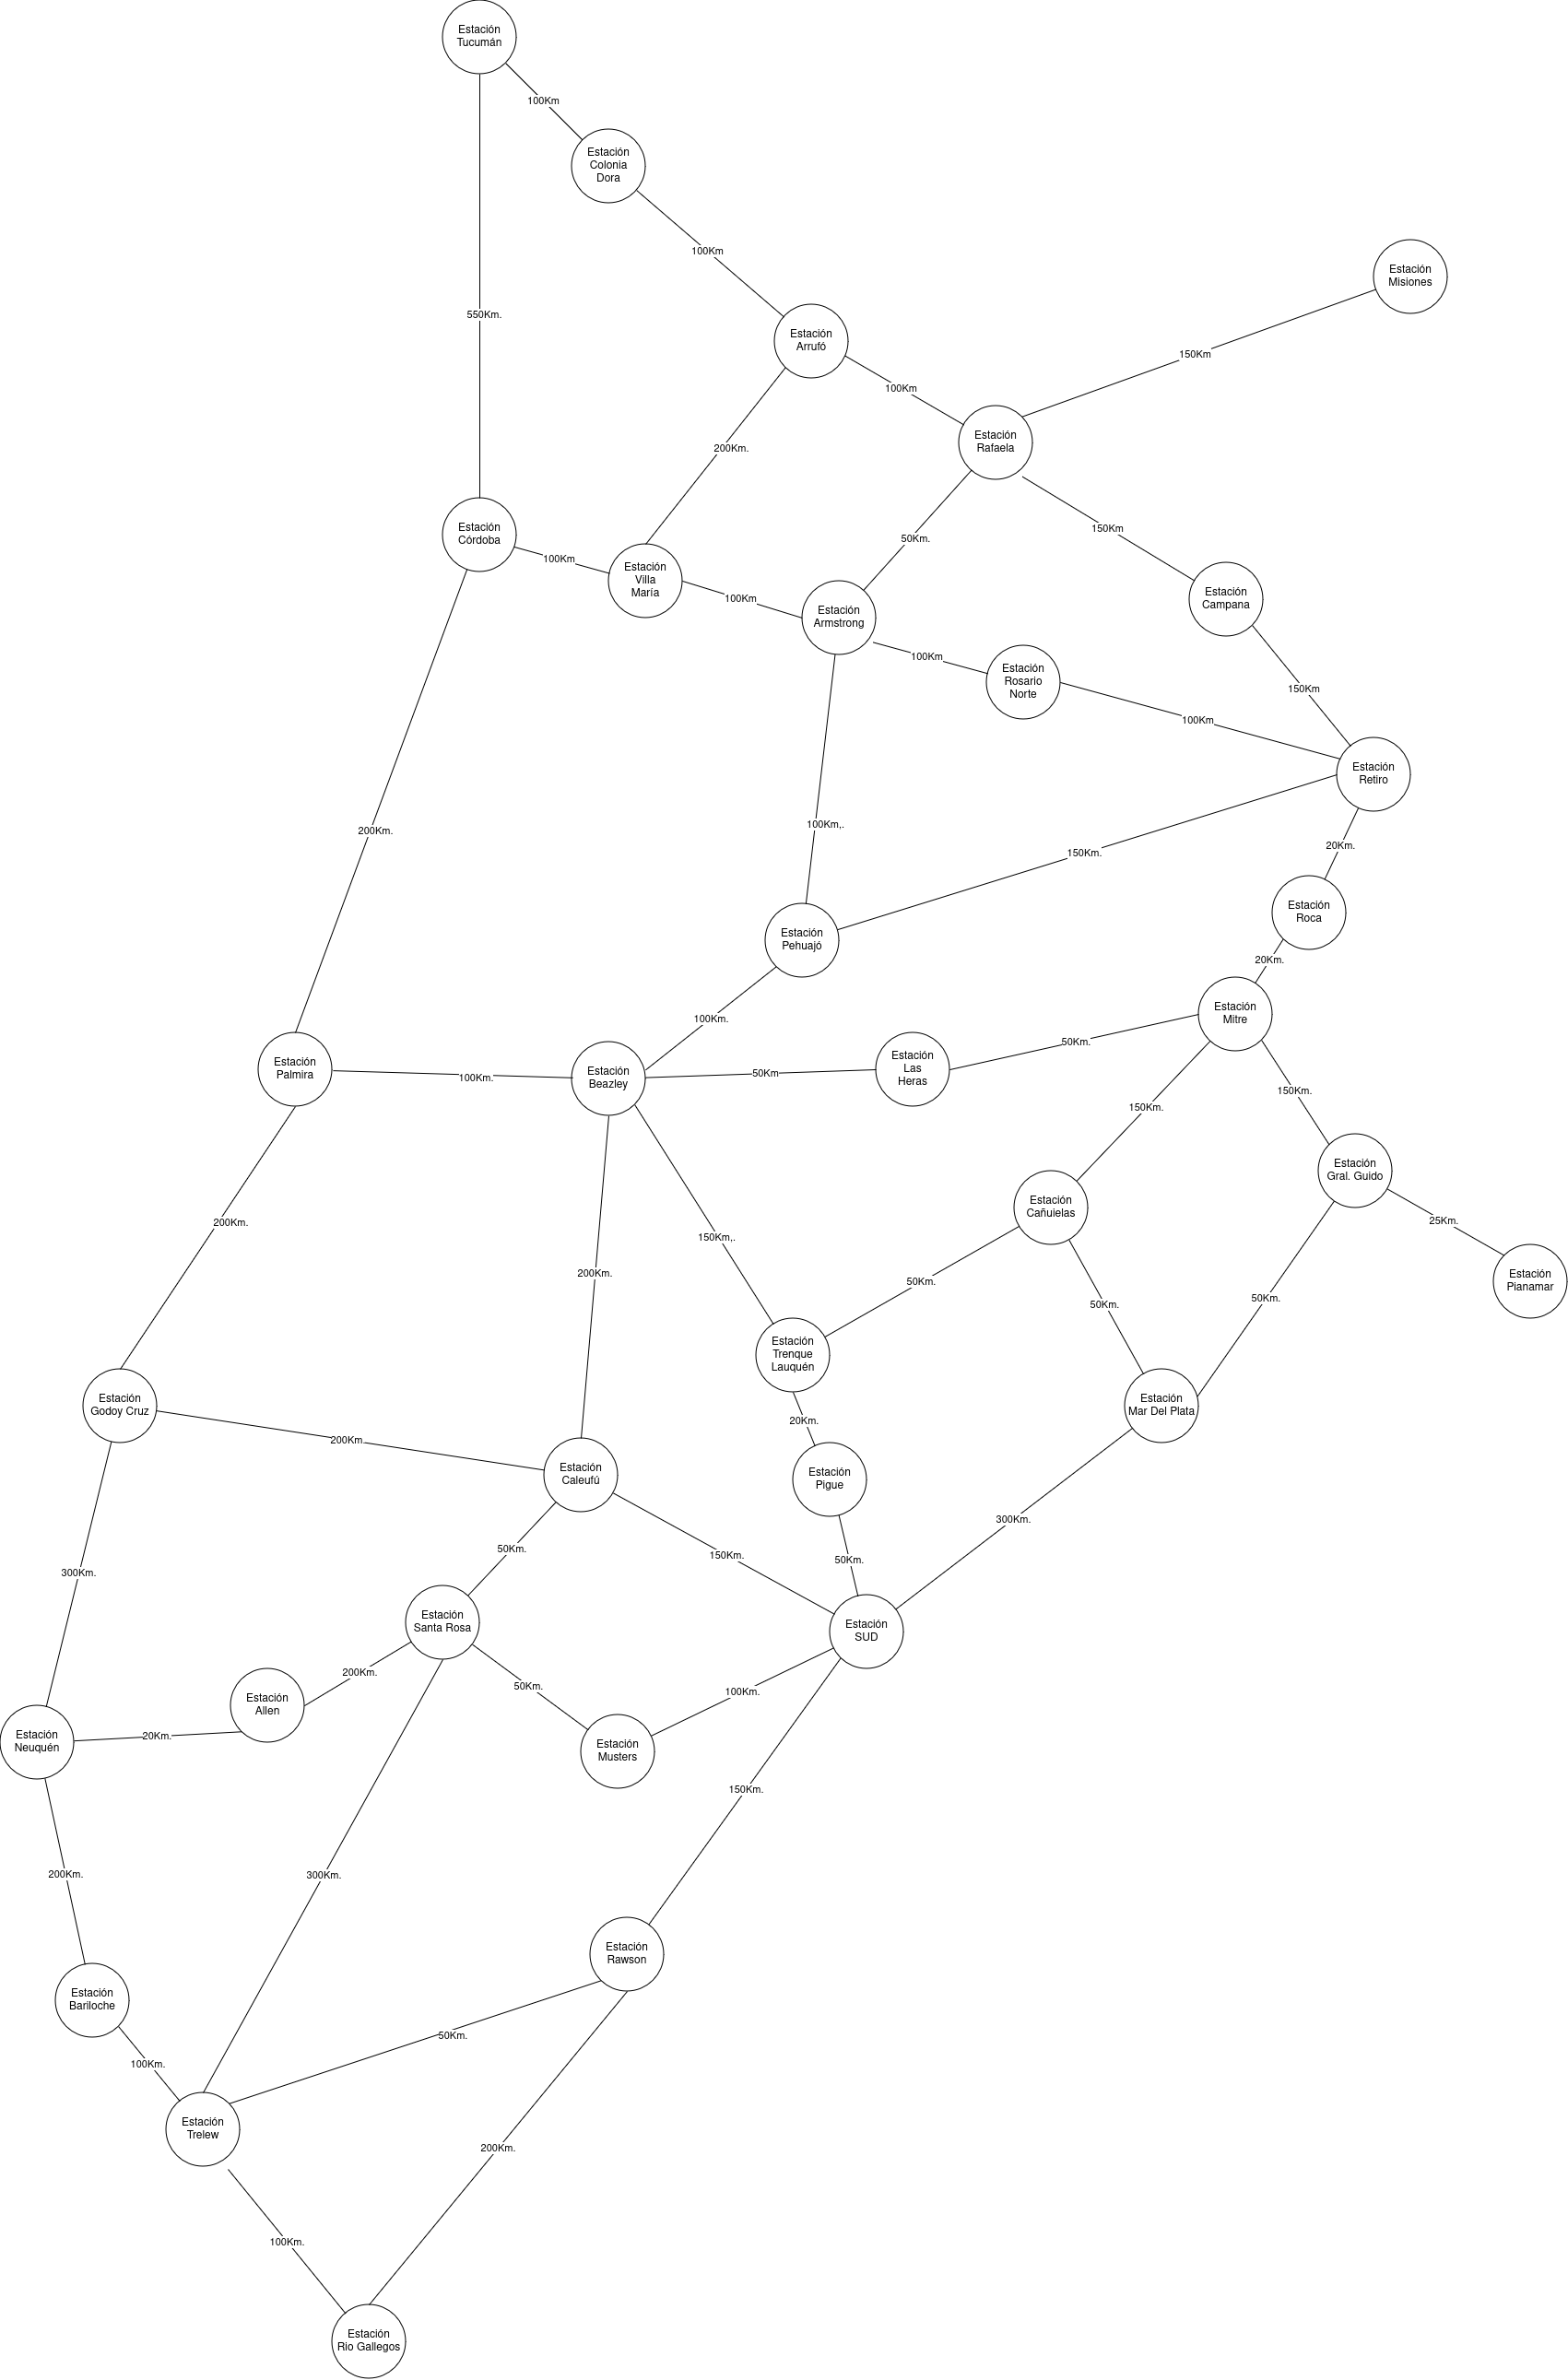 Estación
Tucumán
100Km
Estación
Colonia
Dora
100Km
Estación
Misiones
550Km.
Estación
Arrufó
150Km
100Km
Estación
Rafaela
200Km.
Estación
Córdoba
150Km
50Km.
100Km
Estación
Villa
María
Estación
Campana
100Km
Estación
Armstrong
100Km
Estación
Rosario
Norte
150Km
100Km
Estación
Retiro
100Km,.
200Km.
20Km.
150Km.
Estación
Roca
Estación
Pehuajó
20Km.
Estación
Mitre
100Km.
50Km.
Estación
Palmira
100Km.
Estación
Beazley
50Km
Estación
Las
Heras
150Km.
150Km.
Estación
Gral. Guido
Estación
Cañuielas
200Km.
25Km.
150Km,.
200Km.
50Km.
Estación
Pianamar
50Km.
50Km.
Estación
Trenque
Lauquén
Estación
Godoy Cruz
20Km.
Estación
Mar Del Plata
200Km.
Estación
Caleufú
Estación
Pigue
300Km.
50Km.
150Km.
50Km.
300Km.
Estación
Santa Rosa
Estación
SUD
200Km.
50Km.
100Km.
Estación
Allen
Estación
Neuquén
20Km.
Estación
Musters
150Km.
200Km.
300Km.
Estación
Rawson
Estación
Bariloche
50Km.
100Km.
Estación
Trelew
200Km.
100Km.
Estación
Rio Gallegos